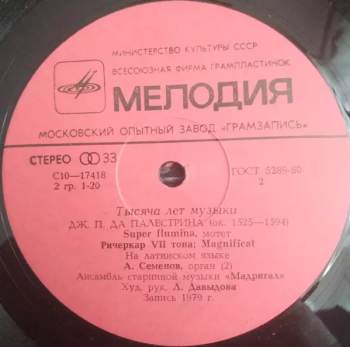 МИНИСТЕРСТВО КУЛЬТУРЫ СССР
ВСЕСОЮЗНАЯ ФИРМА ГРАМПЛАСТИНОК
МЕЛОДИЯ
МОСКОВСКИЙ ОПЫТНЫЙ ЗАВОД «ГРАМЗАПИСЬ»
СТЕРЕО 33
С10—17418
2 гр. 1-20
ГОСТ 5289-80
2
Тысяча лет музыки
ДЖ. П. ДА ПАЛЕСТРИНА (ок. 1525—1594)
Super flumina, мотет
Ричеркар VII тона; Magnificat
На латинском языке
А. Семенов, орган (2)
Ансамбль старинной музыки «Мадригал»
Худ. рук. Л. Давыдова
Запись 1979 г.